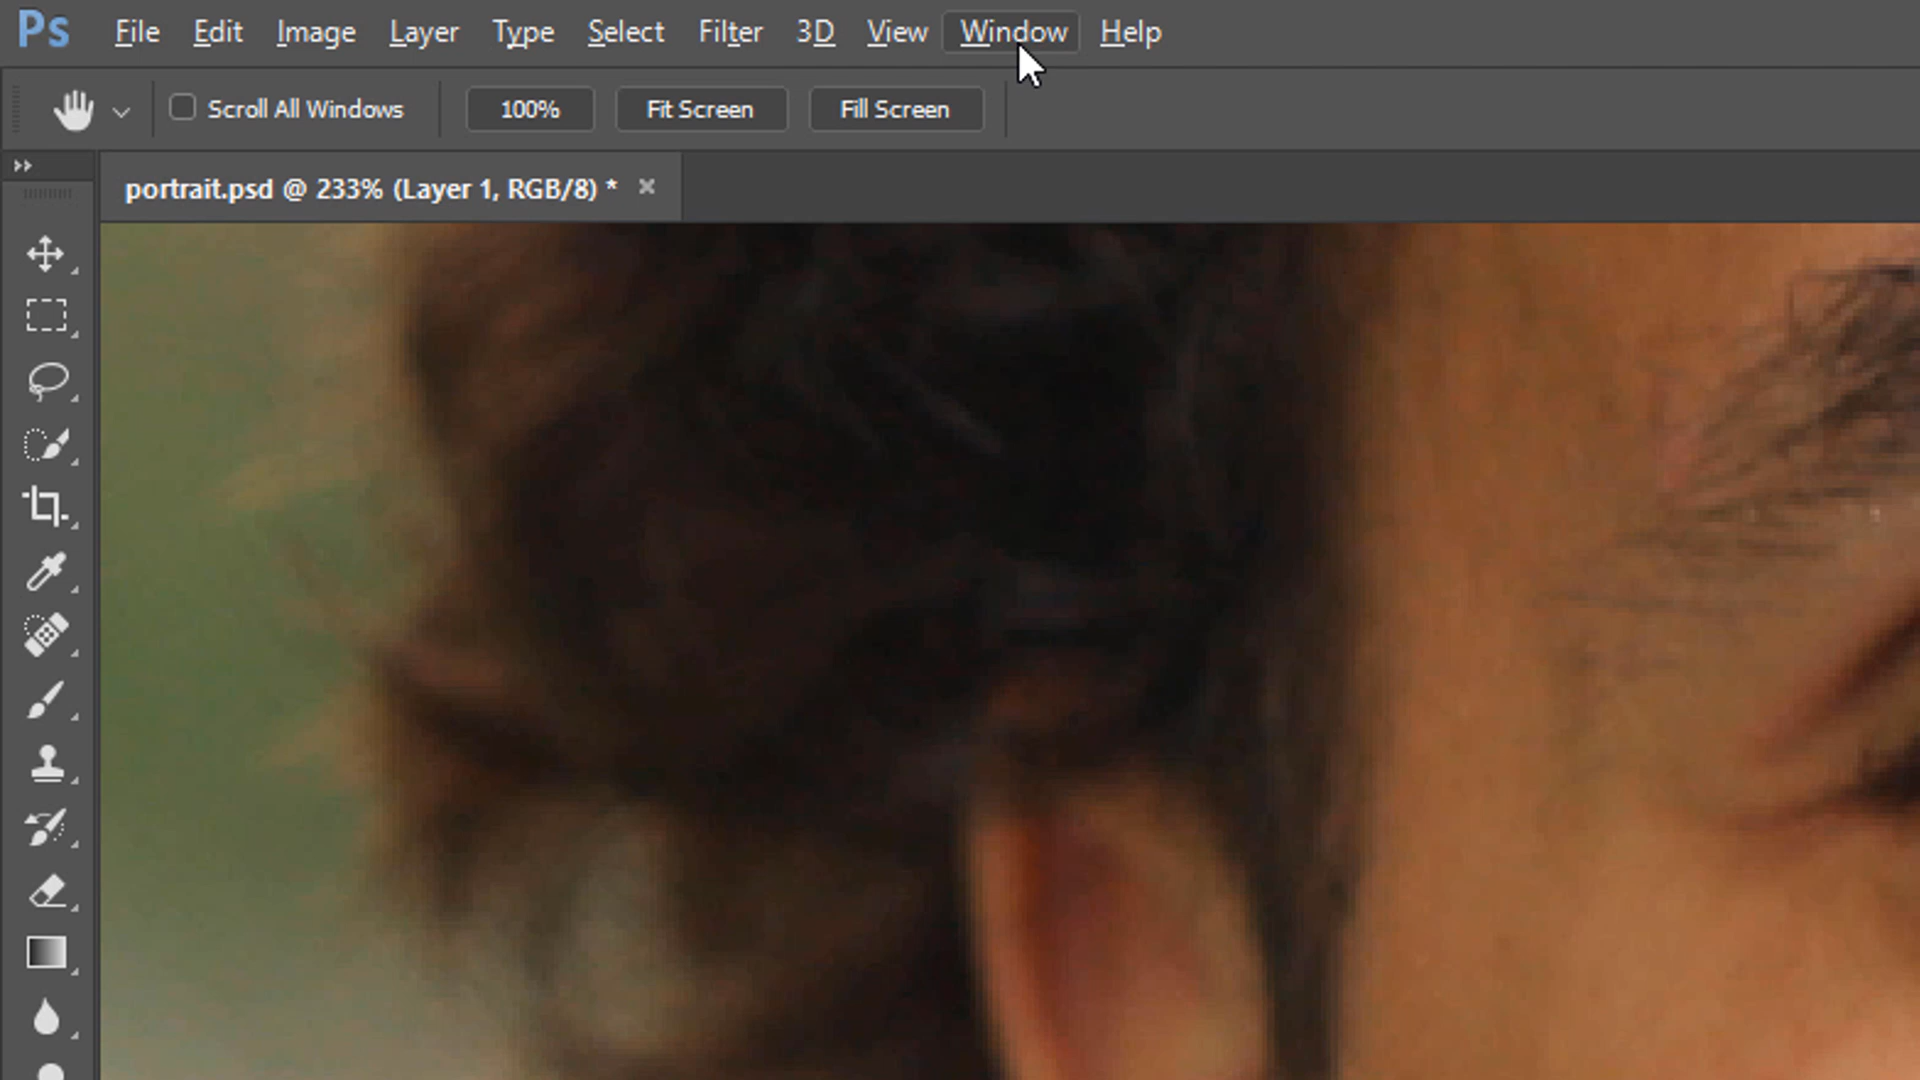 Ps File Edit Image Layer Type Select Filter 3D View Window Help
Scroll All Windows 100% Fit Screen Fill Screen
portrait.psd @ 233% (Layer 1, RGB/8) * ×